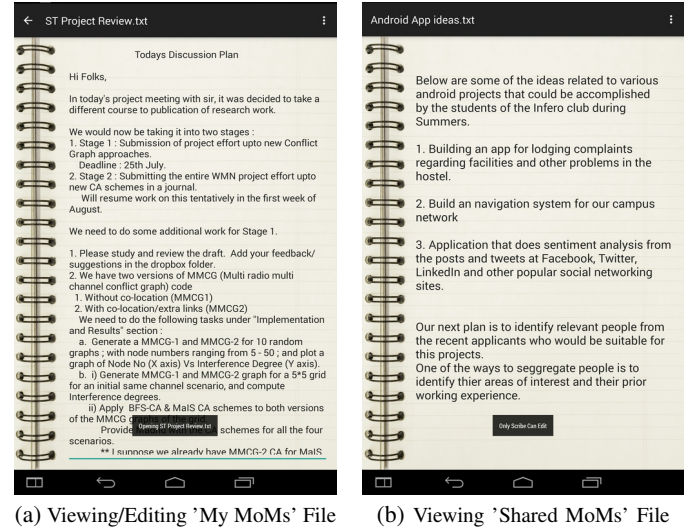 ST Project Review.txt
Todays Discussion Plan
Hi Folks,
In today's project meeting with sir, it was decided to take a
different course to publication of research work.
We would now be taking it into two stages :
1. Stage 1 : Submission of project effort upto new Conflict
Graph approaches.
Deadline : 25th July.
2. Stage 2 : Submitting the entire WMN project effort upto
new CA schemes in a journal.
Will resume work on this tentatively in the first week of
August.
We need to do some additional work for Stage 1.
1. Please study and review the draft. Add your feedback/
suggestions in the dropbox folder.
2. We have two versions of MMCG (Multi radio multi
channel conflict graph) code
1. Without co-location (MMCG1)
2. With co-location/extra links (MMCG2)
We need to do the following tasks under "Implementation
and Results" section :
a. Generate a MMCG-1 and MMCG-2 for 10 random
graphs ; with node numbers ranging from 5 - 50 ; and plot a
graph of Node No (X axis) Vs Interference Degree (Y axis).
b. i) Generate MMCG-1 and MMCG-2 graph for a 5*5 grid
for an initial same channel scenario, and compute
Interference degrees.
ii) Apply BFS-CA & MaIS CA schemes to both versions
of the MMCG graphs of the grid.
Provide with the CA schemes for all the four
scenarios.
** I suppose we already have MMCG-2 CA for MaIS
Opening ST Project Review.txt
(a) Viewing/Editing 'My MoMs' File
Android App ideas.txt
Below are some of the ideas related to various
android projects that could be accomplished
by the students of the Infero club during
Summers.
1. Building an app for lodging complaints
regarding facilities and other problems in the
hostel.
2. Build an navigation system for our campus
network
3. Application that does sentiment analysis from
the posts and tweets at Facebook, Twitter,
LinkedIn and other popular social networking
sites.
Our next plan is to identify relevant people from
the recent applicants who would be suitable for
this projects.
One of the ways to seggregate people is to
identify thier areas of interest and their prior
working experience.
Only Scribe Can Edit
(b) Viewing 'Shared MoMs' File